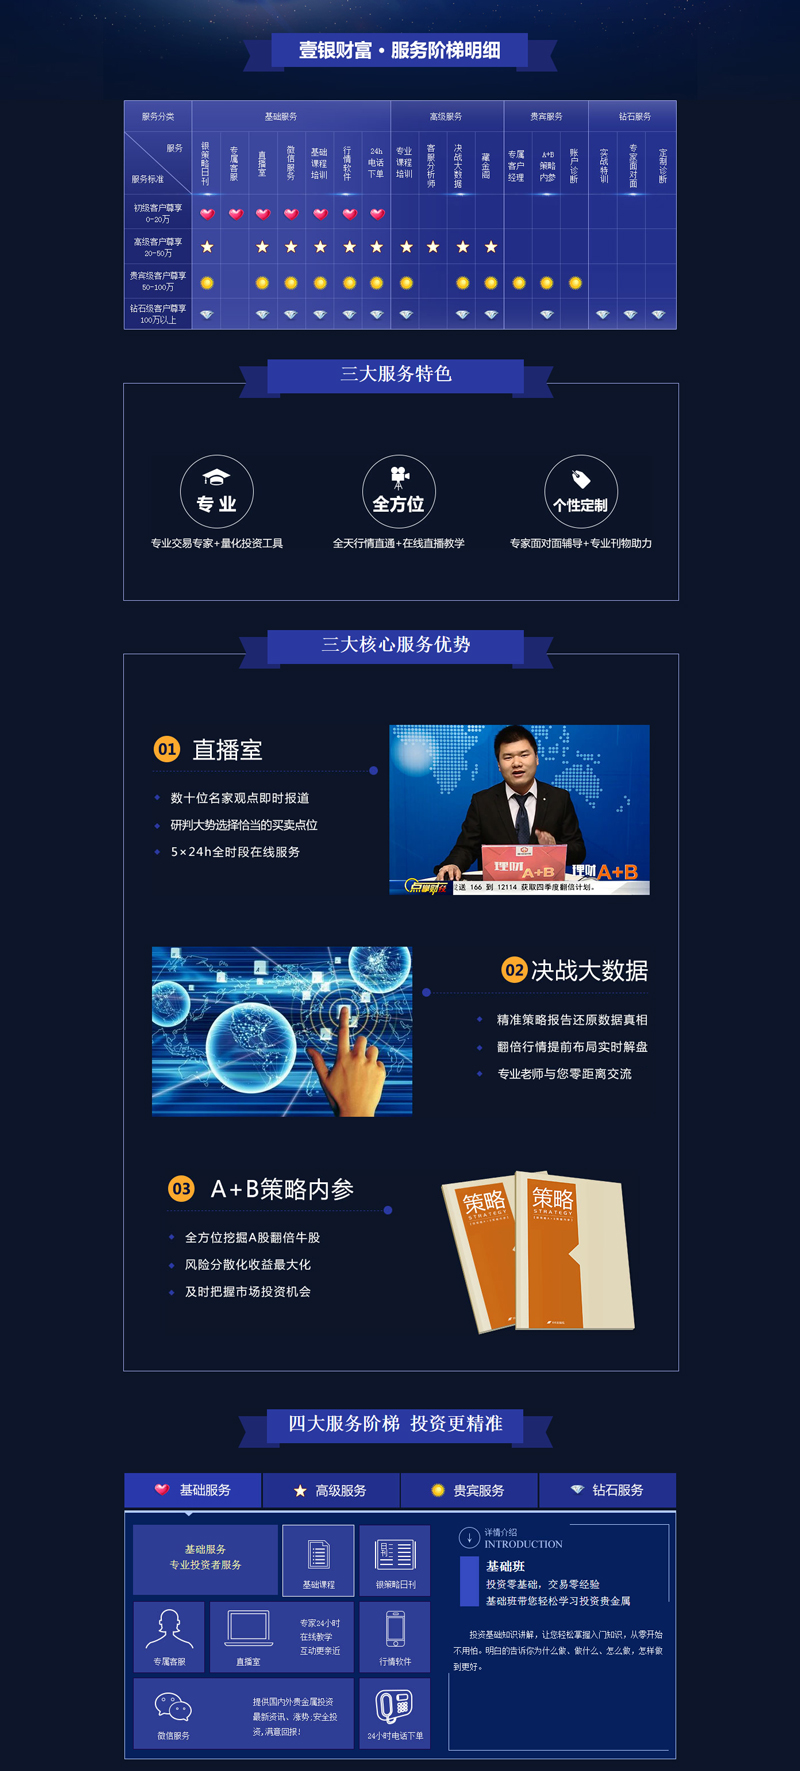 壹银财富·服务阶梯明细
服务分类 基础服务 高级服务 贵宾服务 钻石服务
服务
服务标准
银策略日刊
专属客服
直播室
微信服务
基础课程培训
行情软件
24h电话下单
专业课程培训
客服分析师
决战大数据
藏金阁
专属客户经理
A+B策略内参
账户诊断
实战特训
专家面对面
定制诊断
初级客户尊享
0-20万
高级客户尊享
20-50万
贵宾级客户尊享
50-100万
钻石级客户尊享
100万以上
三大服务特色
专业
专业交易专家+量化投资工具
全方位
全天行情直通+在线直播教学
个性定制
专家面对面辅导+专业刊物助力
三大核心服务优势
01 直播室
数十位名家观点即时报道
研判大势选择恰当的买卖点位
5×24h全时段在线服务
理财
A+B
理财A+B
点掌财经
发送 166 到 12114 获取四季度翻倍计划。
02 决战大数据
精准策略报告还原数据真相
翻倍行情提前布局实时解盘
专业老师与您零距离交流
03 A+B策略内参
全方位挖掘A股翻倍牛股
风险分散化收益最大化
及时把握市场投资机会
策略
STRATEGY
策略
STRATEGY
四大服务阶梯 投资更精准
基础服务 高级服务 贵宾服务 钻石服务
基础服务
专业投资者服务
基础课程
日刊
银策略日刊
专属客服
直播室
专家24小时
在线教学
互动更亲近
行情软件
微信服务
提供国内外贵金属投资
最新资讯、涨势,安全投
资,满意回报!
24小时电话下单
详情介绍
INTRODUCTION
基础班
投资零基础，交易零经验
基础班带您轻松学习投资贵金属
投资基础知识讲解，让您轻松掌握入门知识，从零开始
不用怕。明白的告诉你为什么做、做什么、怎么做，怎样做
到更好。